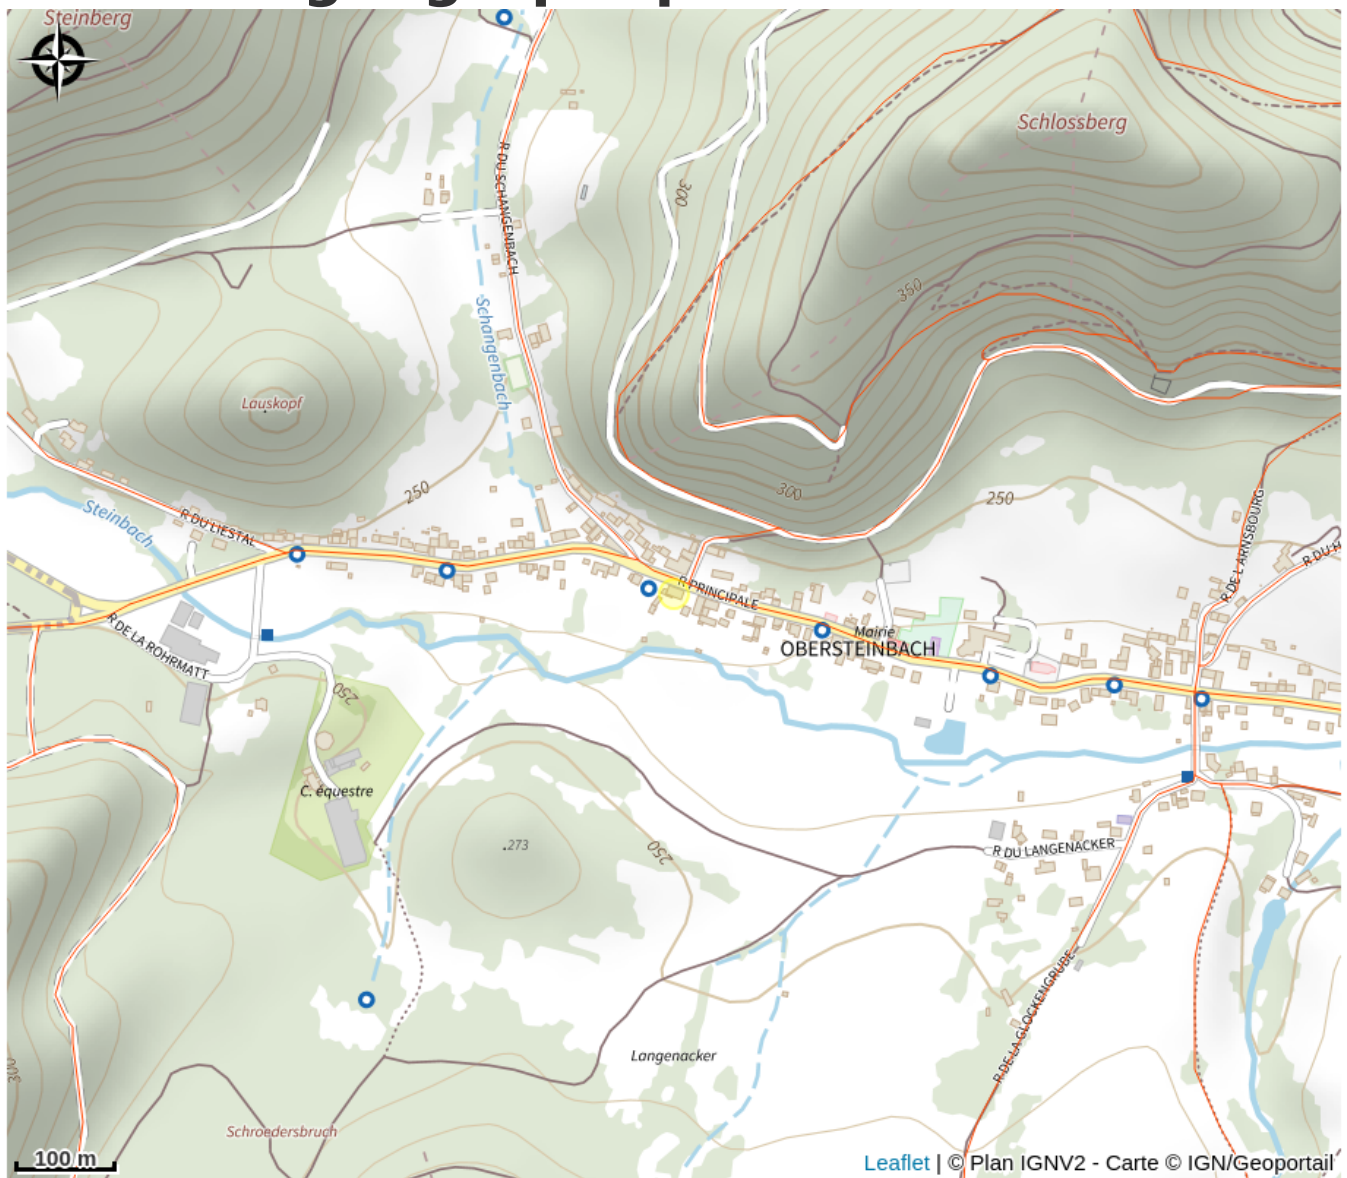 Steinberg
Schlossberg
R DU SCHANGENBACH
300
350
Schangenbach
Lauskopf
250
300
250
Steinbach
R DU LIESTAL
R DE L ARNSBOURG
R DU H
R PRINCIPALE
Mairie
OBERSTEINBACH
R DE LA ROHRMATT
250
C. équestre
273
250
R DU LANGENACKER
R DE LA GLOCKENGRUBE
Langenacker
300
Schroedersbruch
100 m
Leaflet | © Plan IGNV2 - Carte © IGN/Geoportail